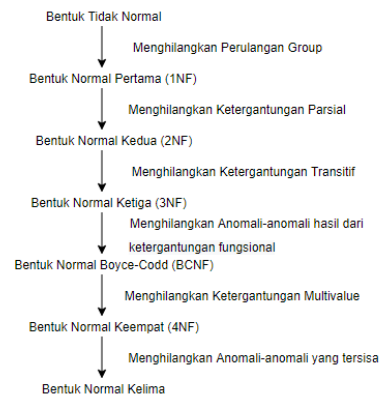 Bentuk Tidak Normal
Menghilangkan Perulangan Group
Bentuk Normal Pertama (1NF)
Menghilangkan Ketergantungan Parsial
Bentuk Normal Kedua (2NF)
Menghilangkan Ketergantungan Transitif
Bentuk Normal Ketiga (3NF)
Menghilangkan Anomali-anomali hasil dari
ketergantungan fungsional
Bentuk Normal Boyce-Codd (BCNF)
Menghilangkan Ketergantungan Multivalue
Bentuk Normal Keempat (4NF)
Menghilangkan Anomali-anomali yang tersisa
Bentuk Normal Kelima